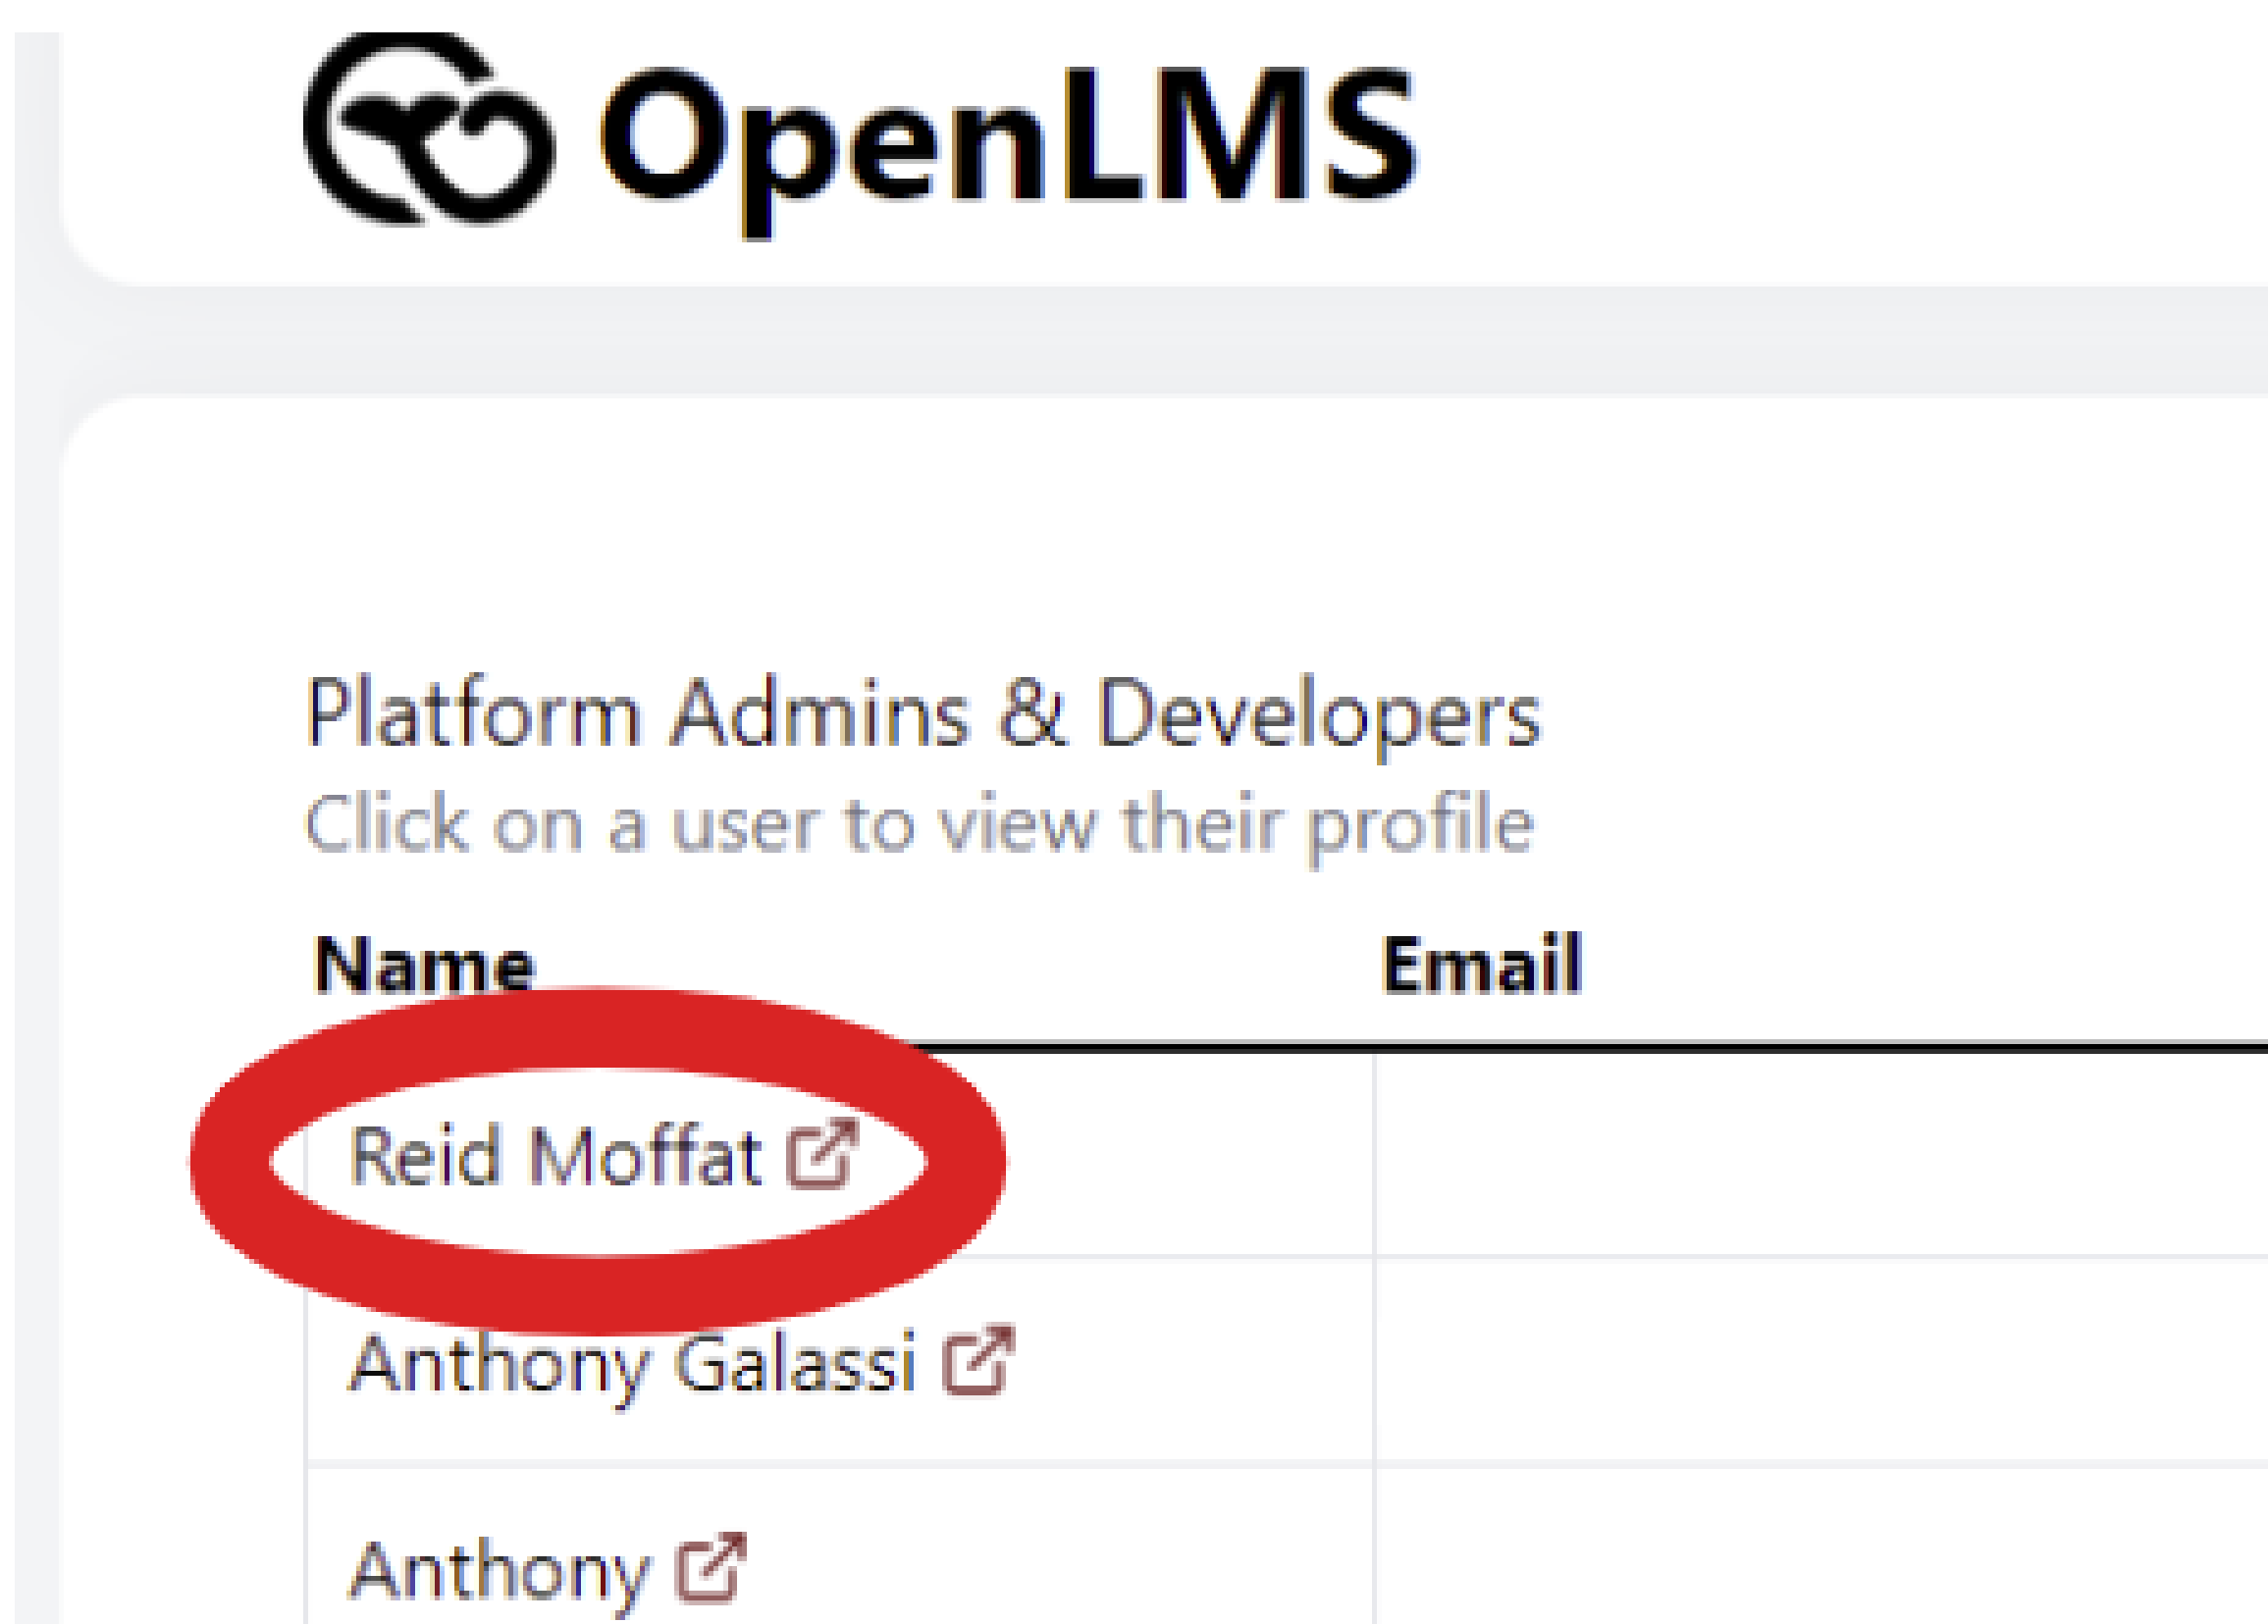 OpenLMS
Platform Admins & Developers
Click on a user to view their profile
Name Email
Reid Moffat
Anthony Galassi
Anthony